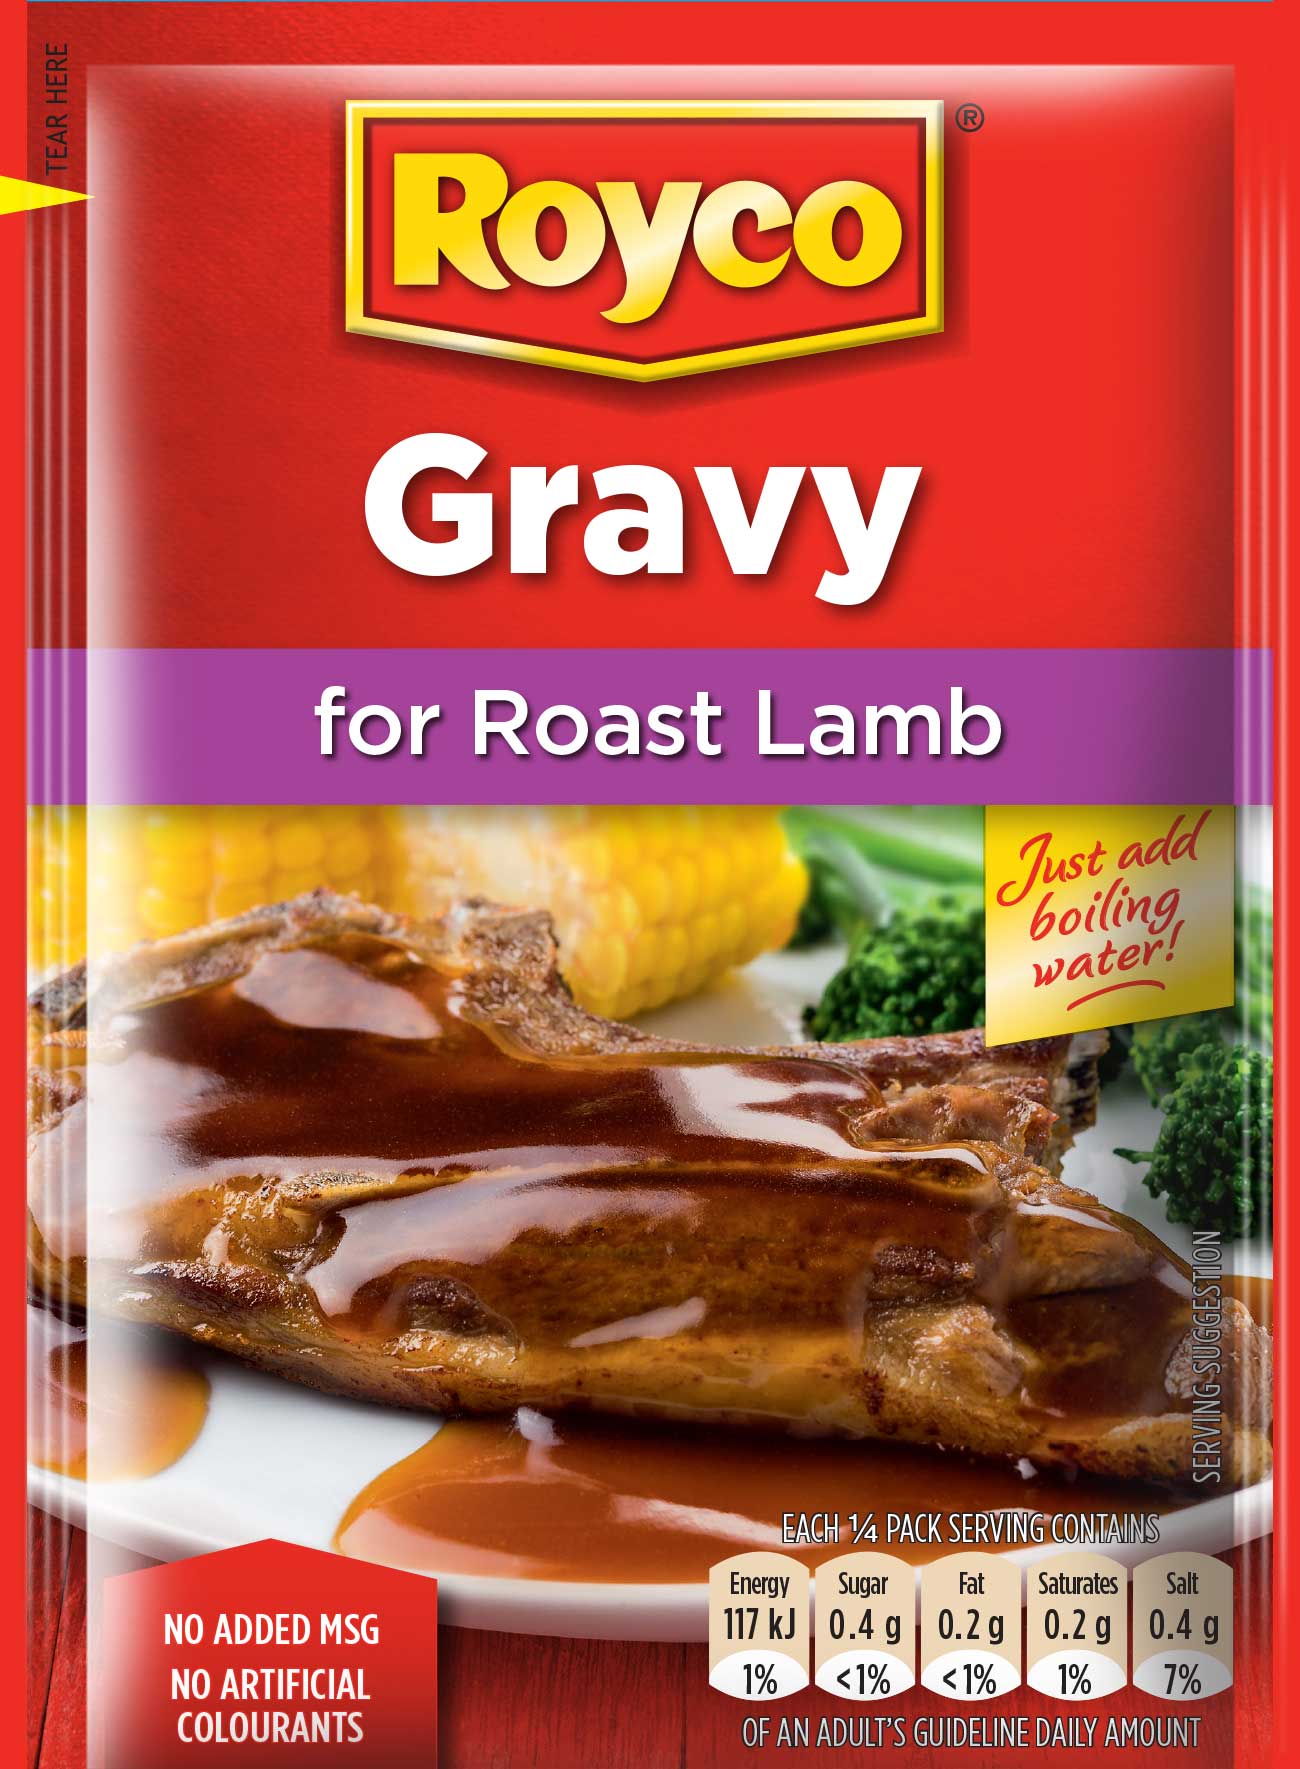 TEAR HERE
Royco®
Gravy
for Roast Lamb
Just add
boiling
water!
SERVING SUGGESTION
EACH ¼ PACK SERVING CONTAINS
Energy Sugar Fat Saturates Salt
117 kJ 0.4 g 0.2 g 0.2 g 0.4 g
1% <1% <1% 1% 7%
OF AN ADULT'S GUIDELINE DAILY AMOUNT
NO ADDED MSG
NO ARTIFICIAL
COLOURANTS